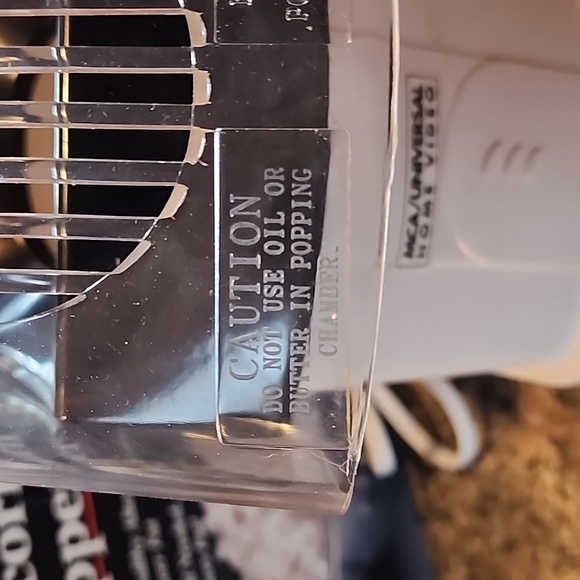 CAUTION
DO NOT USE OIL OR
BUTTER IN POPPING
CHAMBER.
MCA/UNIVERSAL
HOME VIDEO